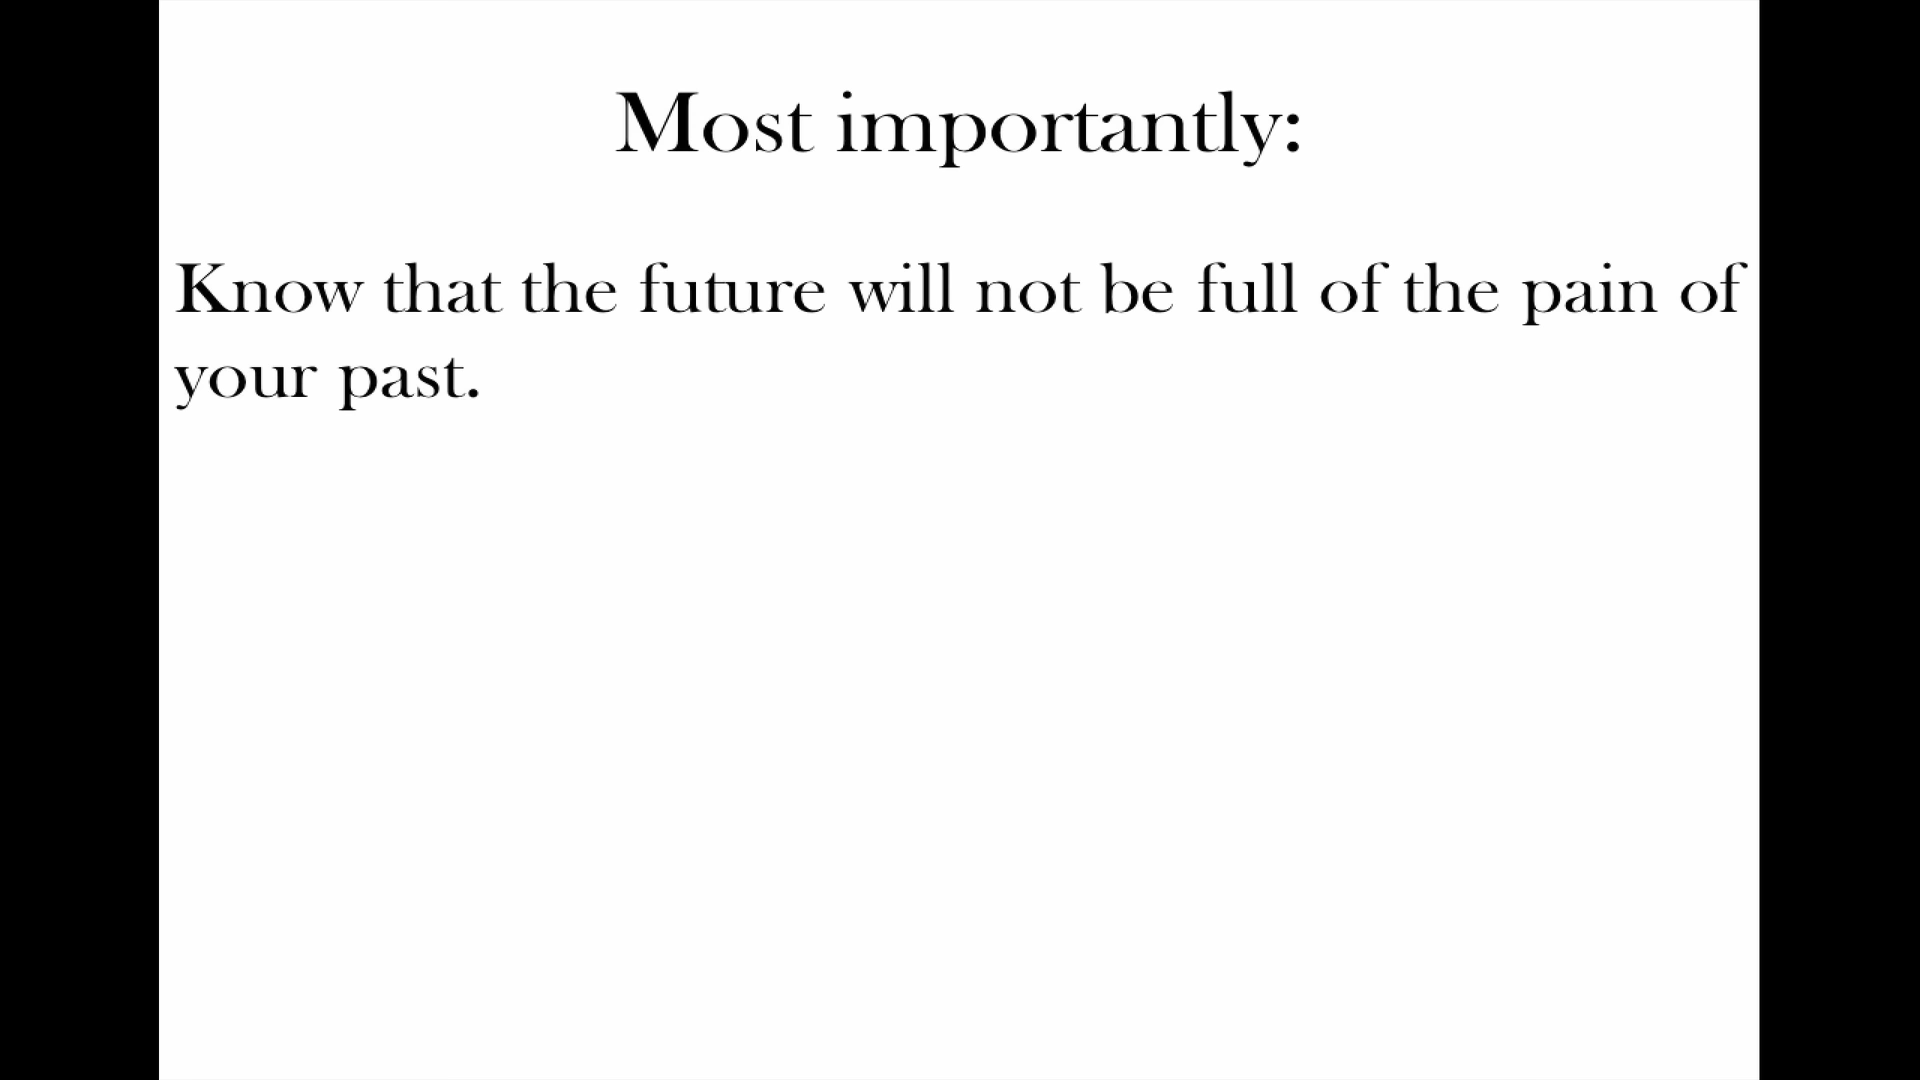 Most importantly:
Know that the future will not be full of the pain of
your past.